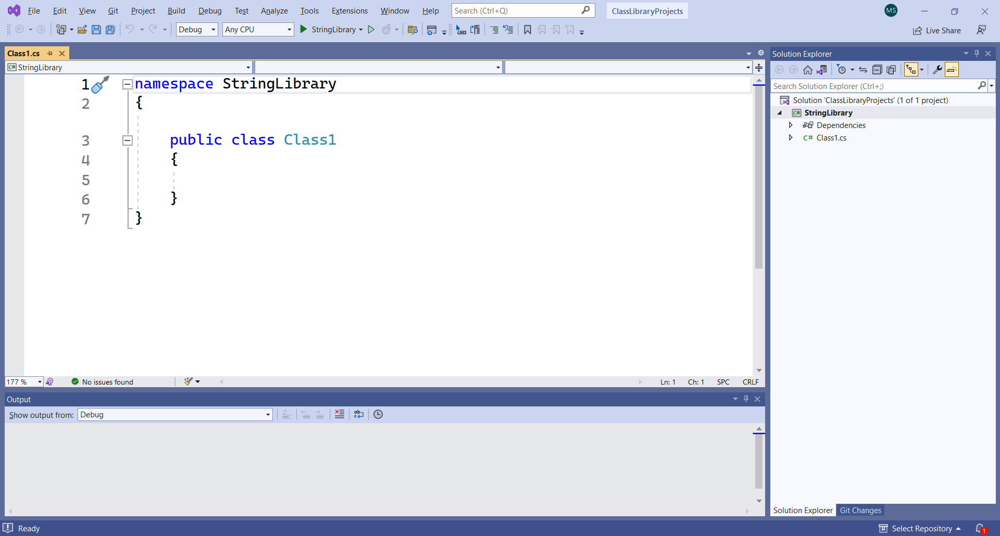 File Edit View Git Project Build Debug Test Analyze Tools Extensions Window Help Search (Ctrl+Q) ClassLibraryProjects MS
Debug Any CPU StringLibrary Live Share
Class1.cs
C# StringLibrary
1 namespace StringLibrary
2 {
3 public class Class1
4 {
5
6 }
7 }
177 % No issues found Ln: 1 Ch: 1 SPC CRLF
Output
Show output from: Debug
Solution Explorer
Search Solution Explorer (Ctrl+;)
Solution 'ClassLibraryProjects' (1 of 1 project)
C# StringLibrary
Dependencies
C# Class1.cs
Solution Explorer Git Changes
Ready Select Repository 1